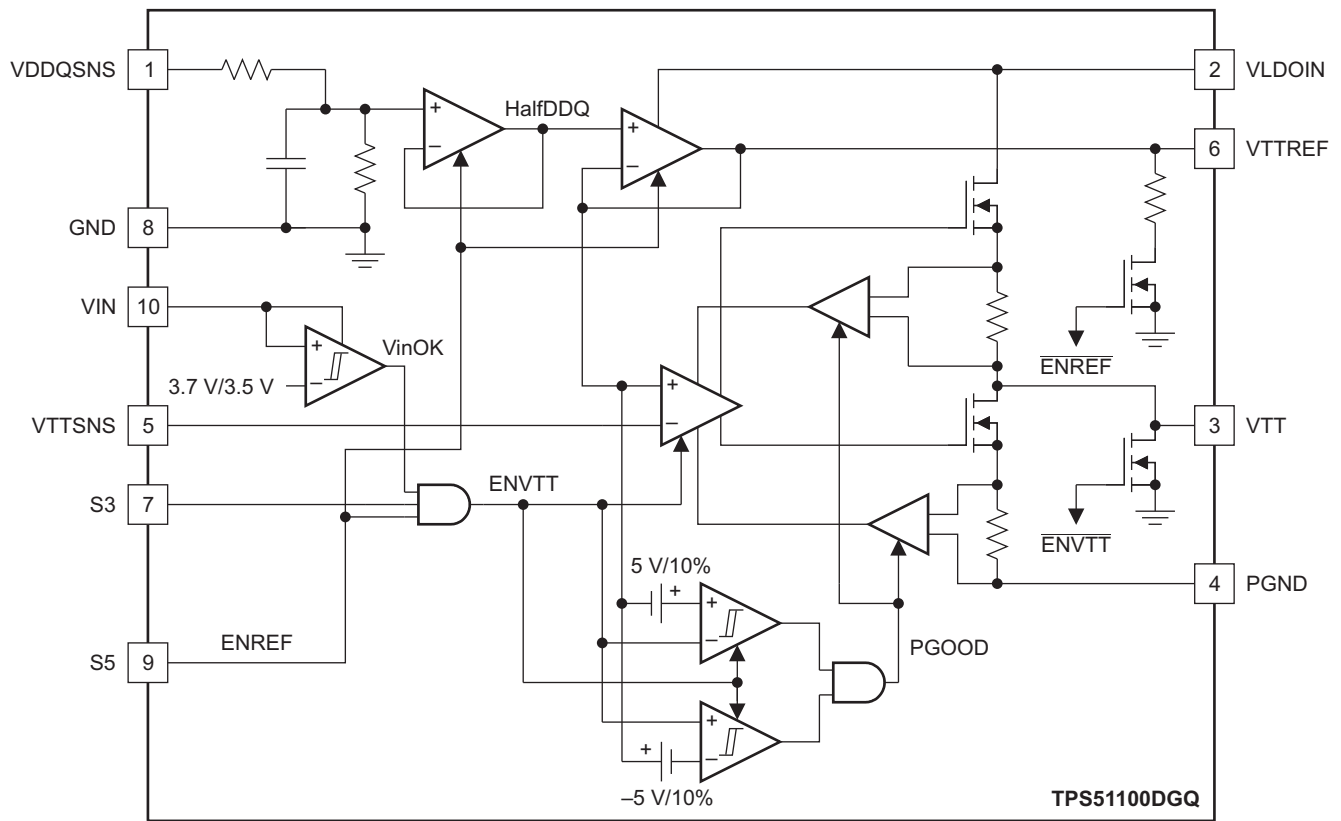 VDDQSNS 1
2 VLDOIN
HalfDDQ
6 VTTREF
GND 8
VIN 10
VinOK
3.7 V/3.5 V
ENREF
VTTSNS 5
3 VTT
S3 7
ENVTT
ENVTT
5 V/10%
4 PGND
S5 9
ENREF
PGOOD
–5 V/10%
TPS51100DGQ
+
−
+
−
+
−
+
−
+
+
−
+
+
−